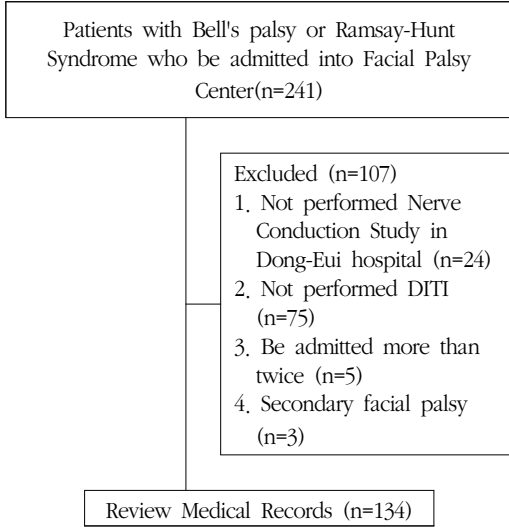 Patients with Bell's palsy or Ramsay-Hunt
Syndrome who be admitted into Facial Palsy
Center(n=241)
Excluded (n=107)
1. Not performed Nerve
Conduction Study in
Dong-Eui hospital (n=24)
2. Not performed DITI
(n=75)
3. Be admitted more than
twice (n=5)
4. Secondary facial palsy
(n=3)
Review Medical Records (n=134)